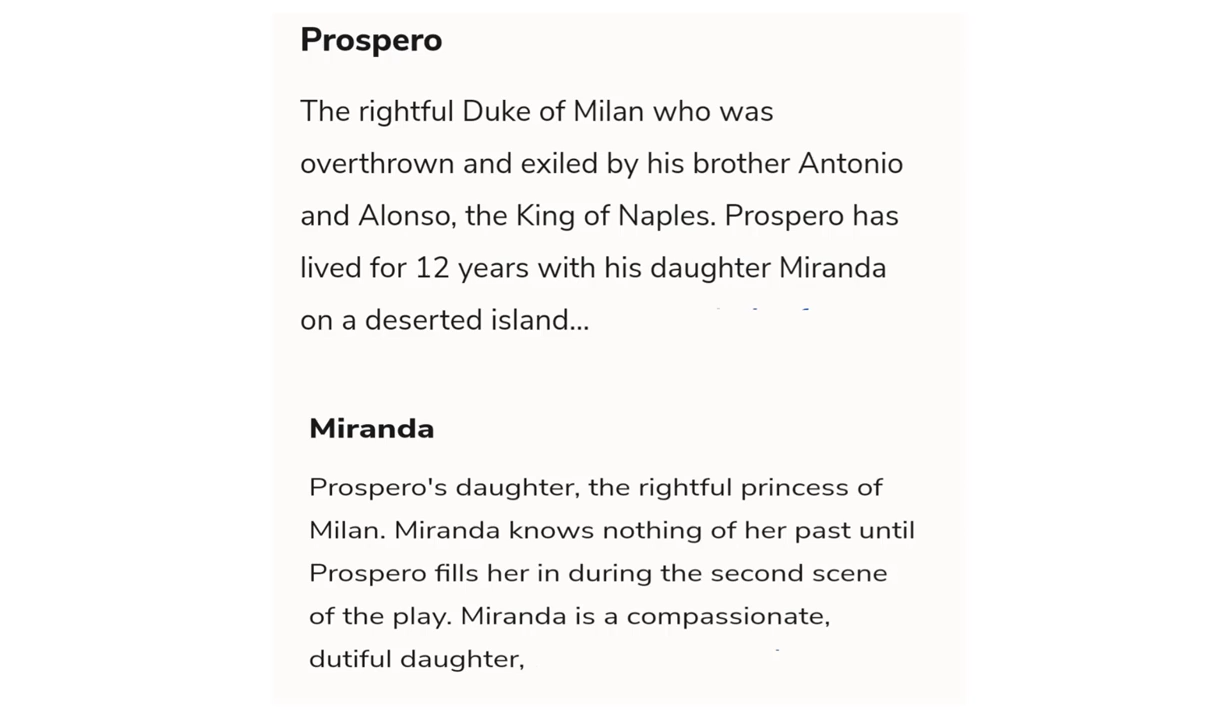 Prospero
The rightful Duke of Milan who was
overthrown and exiled by his brother Antonio
and Alonso, the King of Naples. Prospero has
lived for 12 years with his daughter Miranda
on a deserted island...
Miranda
Prospero's daughter, the rightful princess of
Milan. Miranda knows nothing of her past until
Prospero fills her in during the second scene
of the play. Miranda is a compassionate,
dutiful daughter,